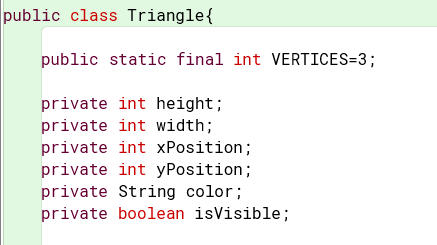 public class Triangle{
public static final int VERTICES=3;
private int height;
private int width;
private int xPosition;
private int yPosition;
private String color;
private boolean isVisible;